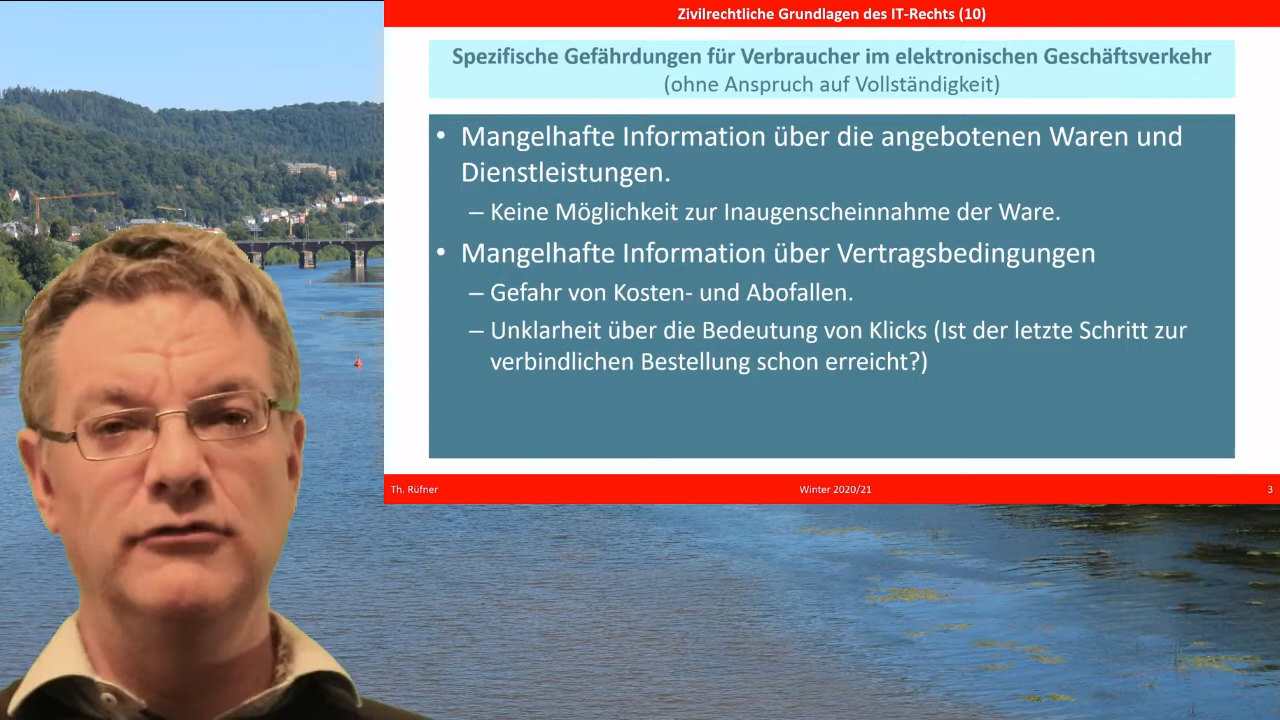 Zivilrechtliche Grundlagen des IT-Rechts (10)
Spezifische Gefährdungen für Verbraucher im elektronischen Geschäftsverkehr
(ohne Anspruch auf Vollständigkeit)
• Mangelhafte Information über die angebotenen Waren und
Dienstleistungen.
– Keine Möglichkeit zur Inaugenscheinnahme der Ware.
• Mangelhafte Information über Vertragsbedingungen
– Gefahr von Kosten- und Abofallen.
– Unklarheit über die Bedeutung von Klicks (Ist der letzte Schritt zur
verbindlichen Bestellung schon erreicht?)
Th. Rüfner
Winter 2020/21
3